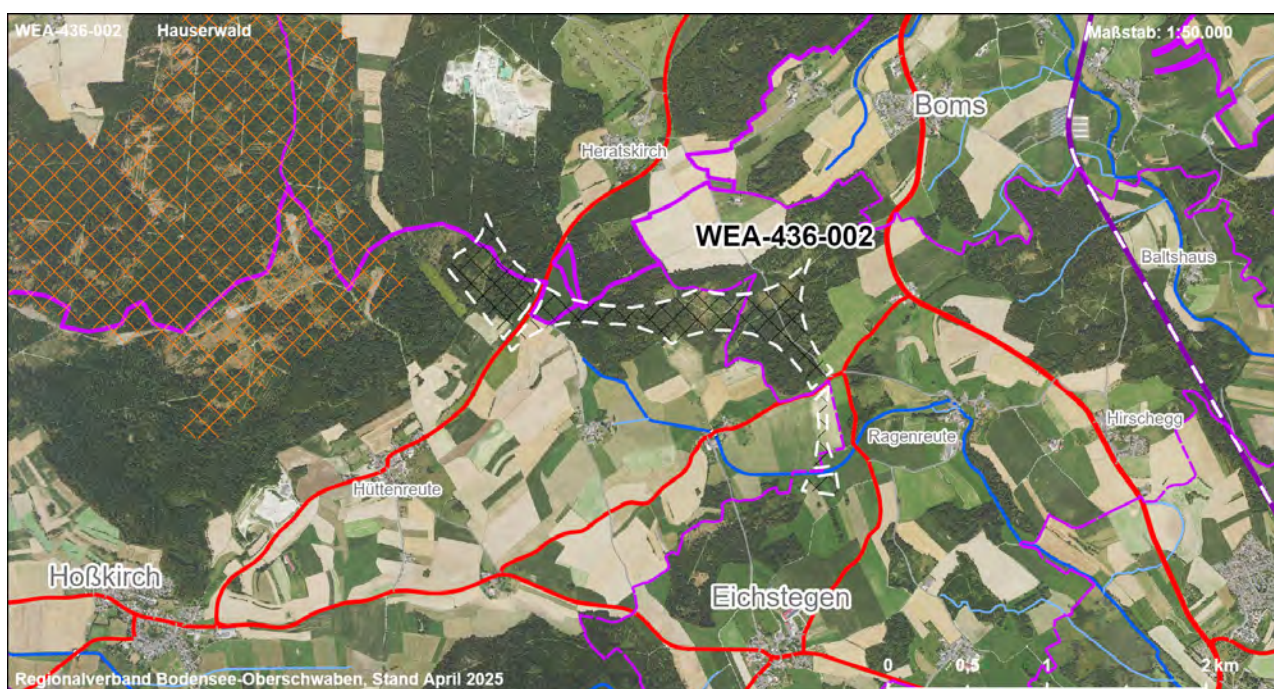 WEA-436-002 Hauserwald Maßstab: 1:50.000
Boms
Heratskirch
WEA-436-002
Baltshaus
Hirschegg
Ragenreute
Hüttenreute
Hoßkirch
Eichstegen
0 0,5 1 2 km
Regionalverband Bodensee-Oberschwaben, Stand April 2025